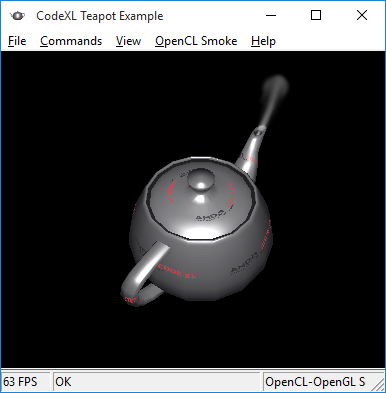 CodeXL Teapot Example
File Commands View OpenCL Smoke Help
63 FPS OK OpenCL-OpenGL S